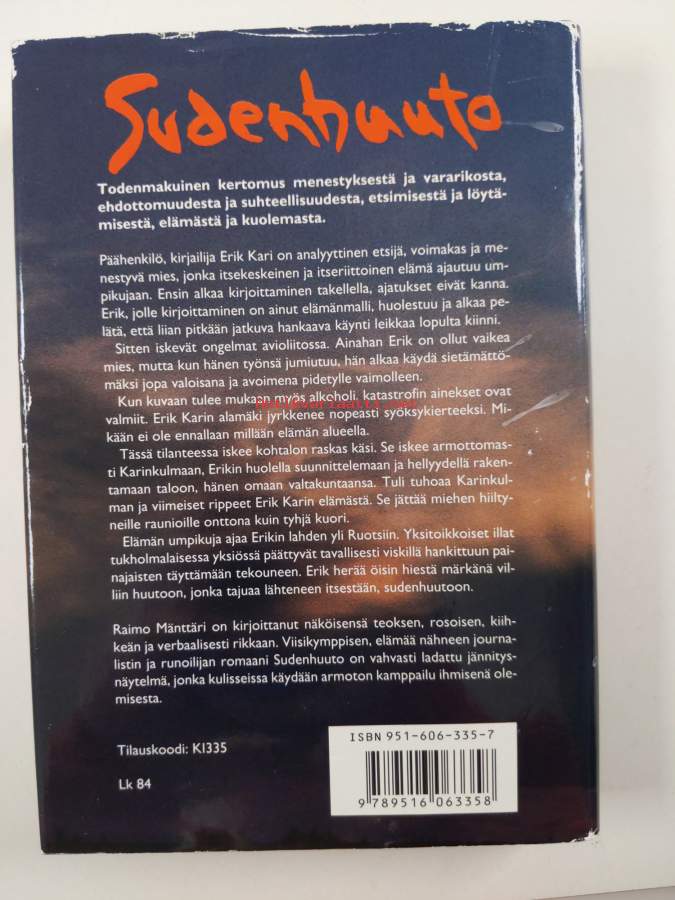 Sudenhuuto
Todenmakuinen kertomus menestyksestä ja vararikosta,
ehdottomuudesta ja suhteellisuudesta, etsimisestä ja löytä-
misestä, elämästä ja kuolemasta.
Päähenkilö, kirjailija Erik Kari on analyyttinen etsijä, voimakas ja me-
nestyvä mies, jonka itsekeskeinen ja itseriittoinen elämä ajautuu um-
pikujaan. Ensin alkaa kirjoittaminen takellella, ajatukset eivät kanna.
Erik, jolle kirjoittaminen on ainut elämänmalli, huolestuu ja alkaa pe-
lätä, että liian pitkään jatkuva hankaava käynti leikkaa lopulta kiinni.
Sitten iskevät ongelmat avioliitossa. Ainahan Erik on ollut vaikea
mies, mutta kun hänen työnsä jumiutuu, hän alkaa käydä sietämättö-
mäksi jopa valoisana ja avoimena pidetylle vaimolleen.
Kun kuvaan tulee mukaan myös alkoholi, katastrofin ainekset ovat
valmiit. Erik Karin alamäki jyrkkenee nopeasti syöksykierteeksi. Mi-
kään ei ole ennallaan millään elämän alueella.
Tässä tilanteessa iskee kohtalon raskas käsi. Se iskee armottomas-
ti Karinkulmaan, Erikin huolella suunnittelemaan ja hellyydellä raken-
tamaan taloon, hänen omaan valtakuntaansa. Tuli tuhoaa Karinkul-
man ja viimeiset rippeet Erik Karin elämästä. Se jättää miehen hiilty-
neille raunioille onttona kuin tyhjä kuori.
Elämän umpikuja ajaa Erikin lahden yli Ruotsiin. Yksitoikkoiset illat
tukholmalaisessa yksiössä päättyvät tavallisesti viskillä hankittuun pai-
najaisten täyttämään tekouneen. Erik herää öisin hiestä märkänä vil-
liin huutoon, jonka tajuaa lähteneen itsestään, sudenhuutoon.
Raimo Mänttäri on kirjoittanut näköisensä teoksen, rosoisen, kiih-
keän ja verbaalisesti rikkaan. Viisikymppisen, elämää nähneen journa-
listin ja runoilijan romaani Sudenhuuto on vahvasti ladattu jännitys-
näytelmä, jonka kulisseissa käydään armoton kamppailu ihmisenä ole-
misesta.
ISBN 951-606-335-7
Tilauskoodi: KI335
Lk 84
9 789516 063358